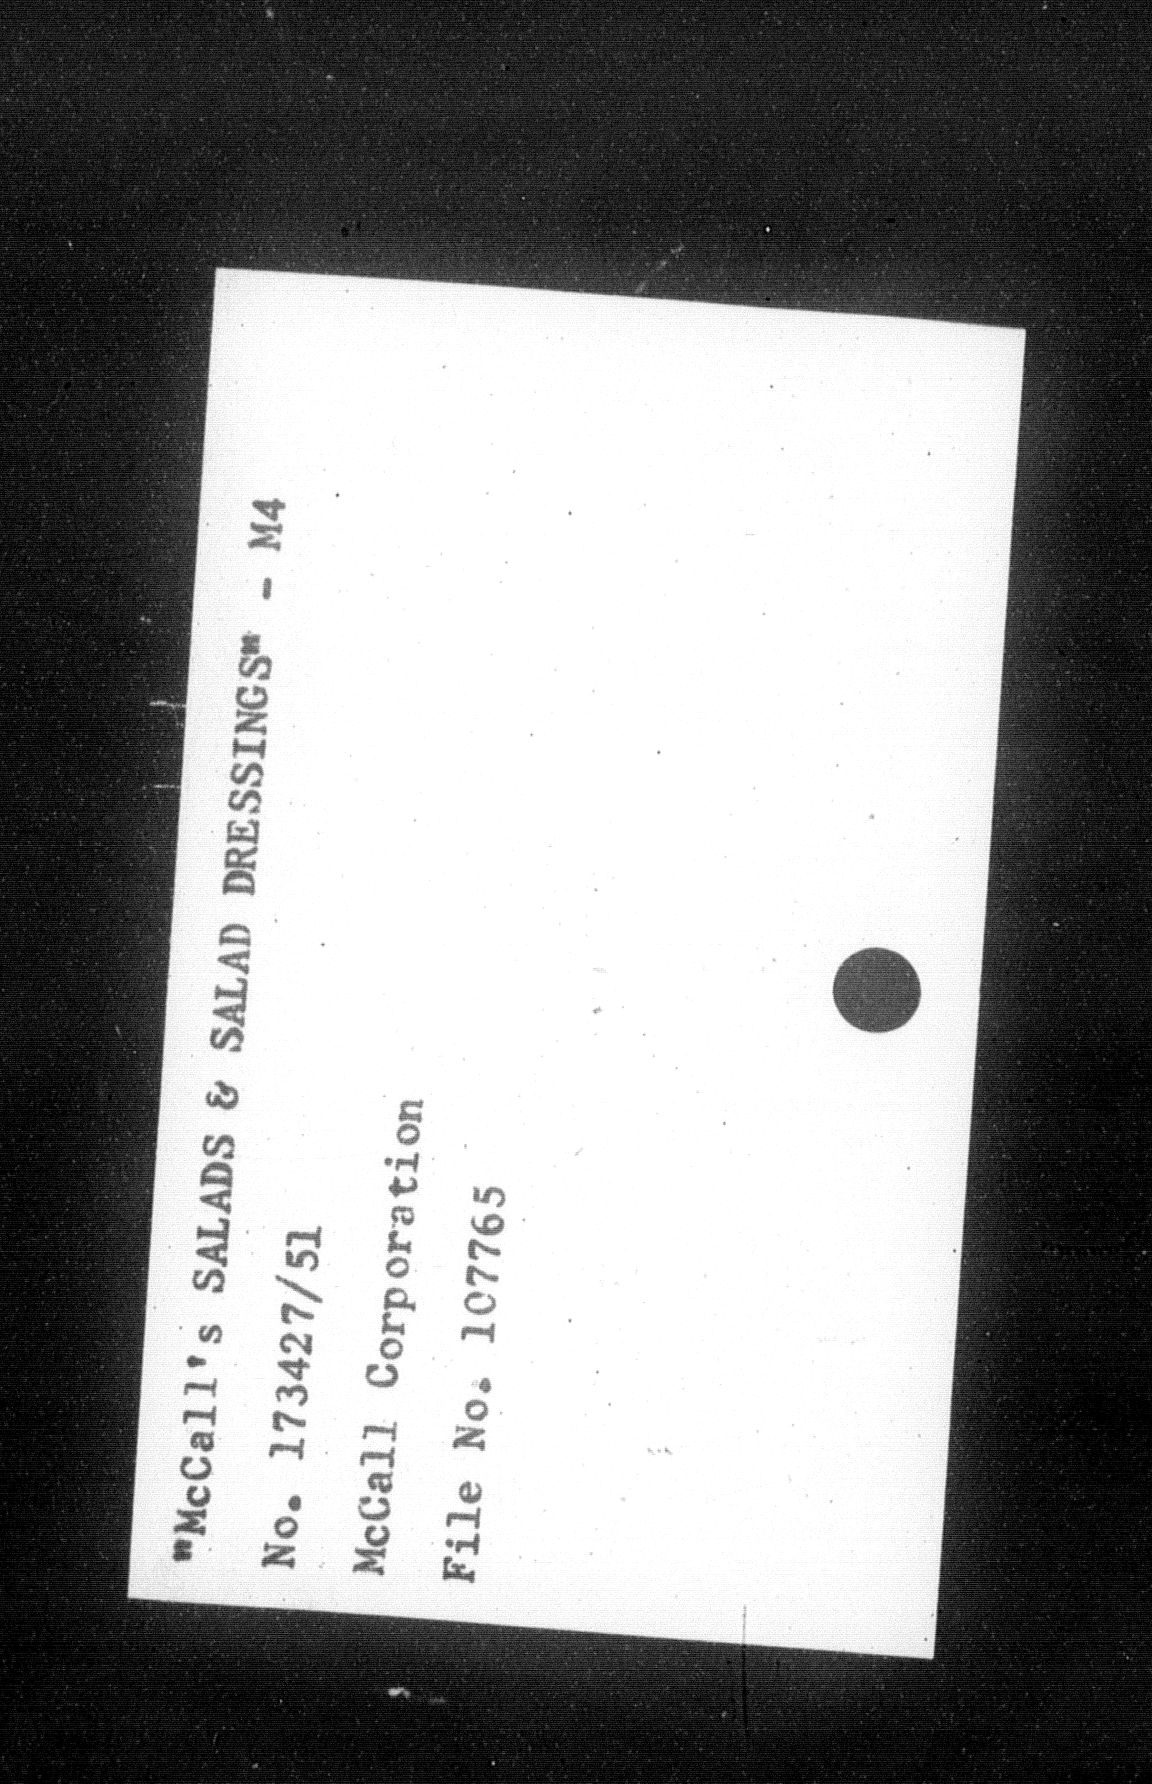 "McCall's SALADS & SALAD DRESSINGS" - M4
No. 173427/51
McCall Corporation
File No. 107765